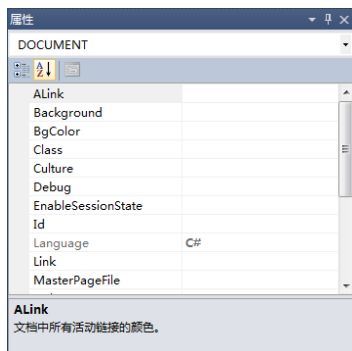 属性
DOCUMENT
ALink
Background
BgColor
Class
Culture
Debug
EnableSessionState
Id
Language C#
Link
MasterPageFile
ALink
文档中所有活动链接的颜色。